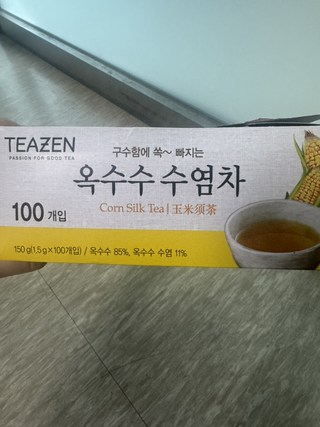 구수함에 쏙~ 빠지는
TEAZEN
PASSION FOR GOOD TEA
옥수수 수염차
100 개입
Corn Silk Tea | 玉米须茶
150g(1.5g×100개입) / 옥수수 85%, 옥수수 수염 11%